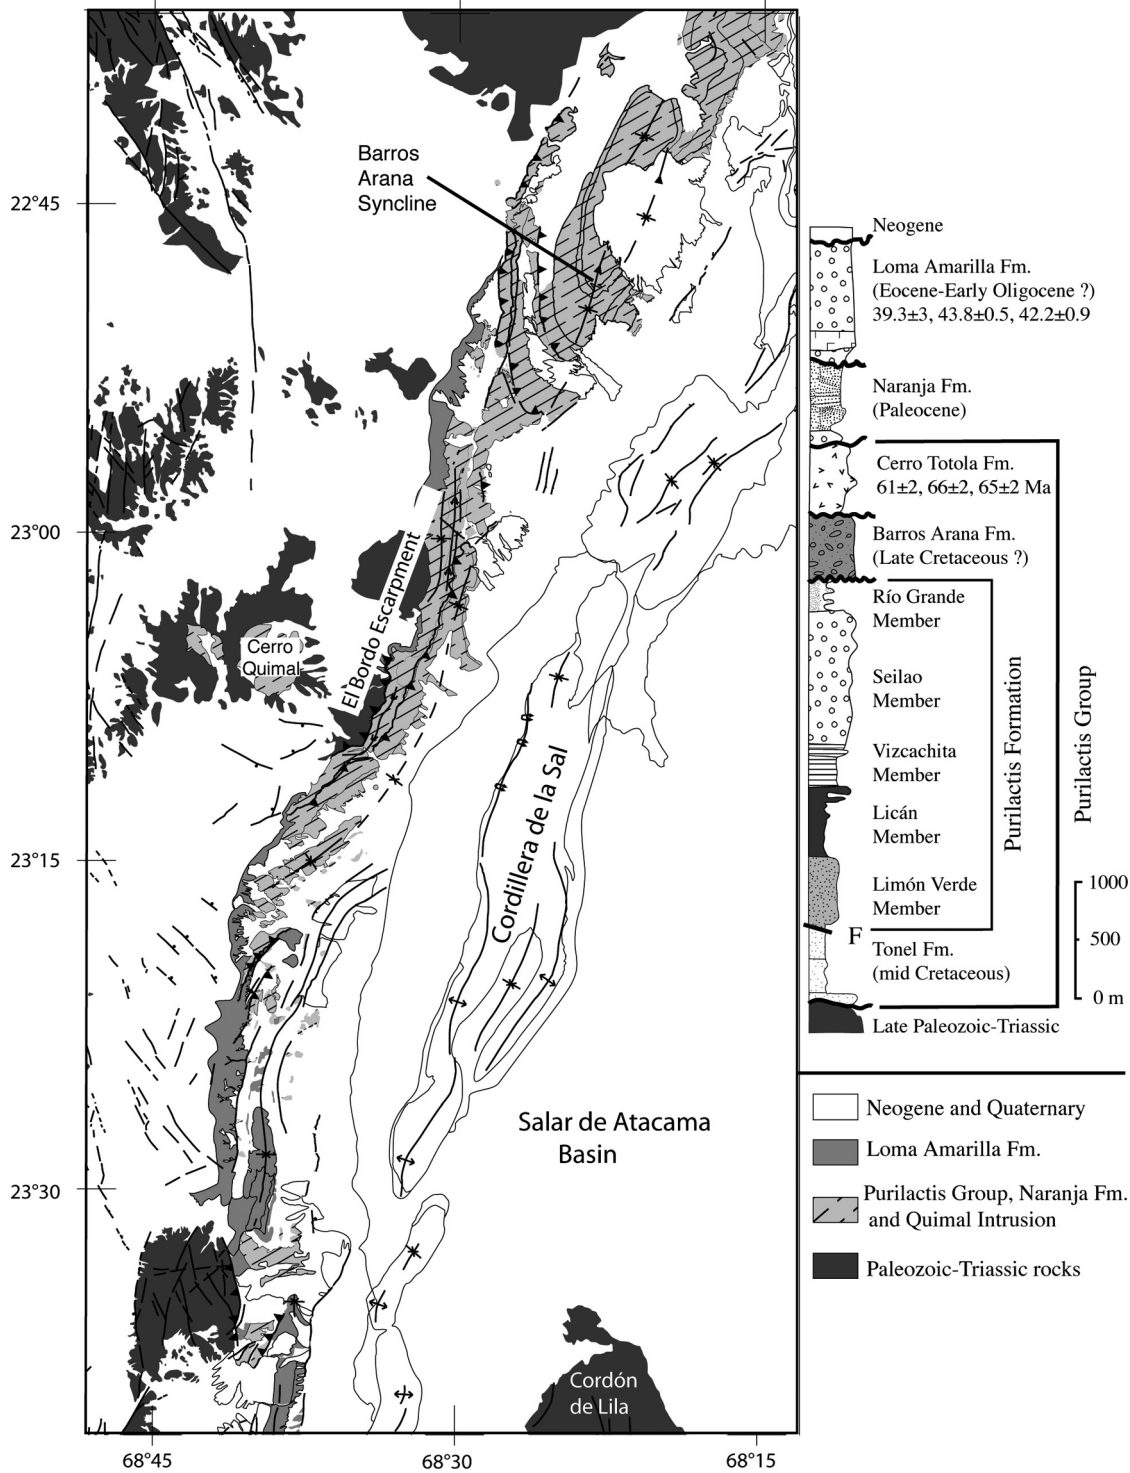 Barros
Arana
Syncline
22°45
23°00
23°15
23°30
El Bordo Escarpment
Cerro
Quimal
Cordillera de la Sal
Salar de Atacama
Basin
Cordón
de Lila
68°45
68°30
68°15
Neogene
Loma Amarilla Fm.
(Eocene-Early Oligocene ?)
39.3±3, 43.8±0.5, 42.2±0.9
Naranja Fm.
(Paleocene)
Cerro Totola Fm.
61±2, 66±2, 65±2 Ma
Barros Arana Fm.
(Late Cretaceous ?)
Río Grande
Member
Seilao
Member
Vizcachita
Member
Licán
Member
Limón Verde
Member
F
Tonel Fm.
(mid Cretaceous)
Late Paleozoic-Triassic
Purilactis Formation
Purilactis Group
1000
500
0 m
Neogene and Quaternary
Loma Amarilla Fm.
Purilactis Group, Naranja Fm.
and Quimal Intrusion
Paleozoic-Triassic rocks